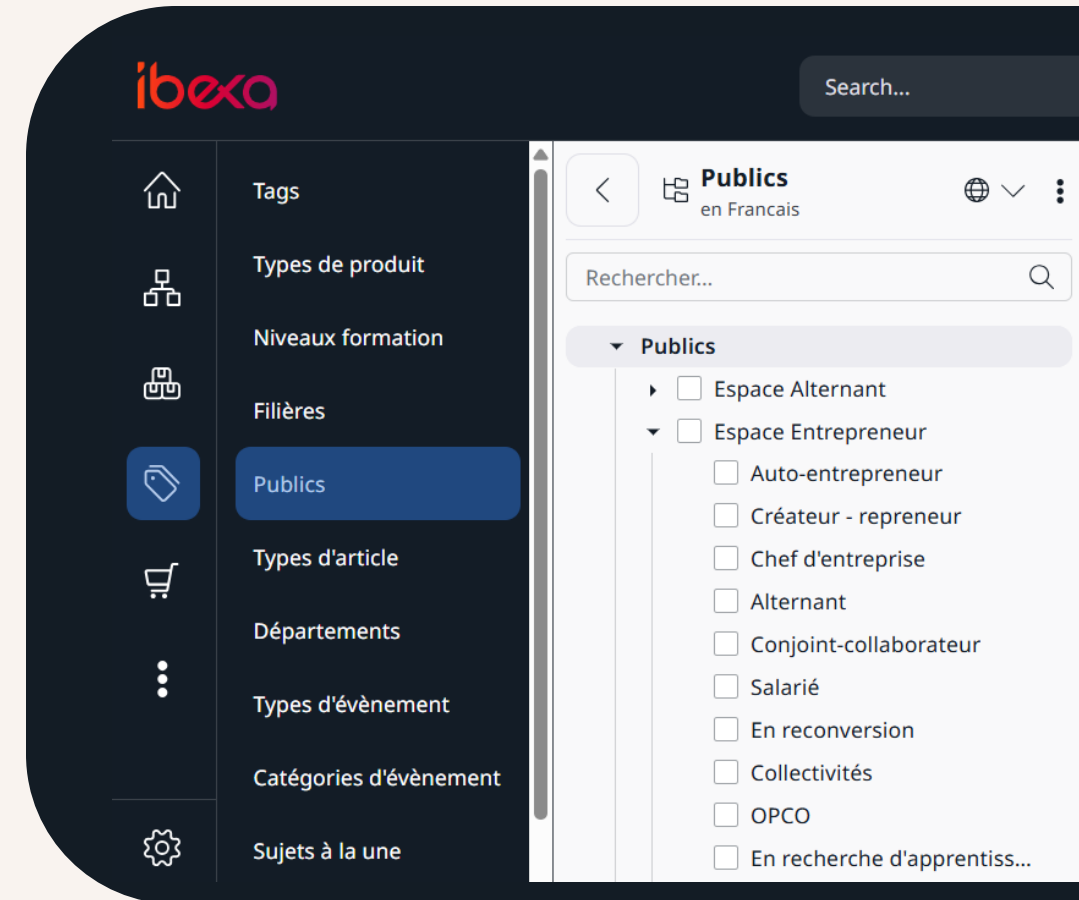 ibexa
Search...
Tags
Types de produit
Niveaux formation
Filières
Publics
Types d'article
Départements
Types d'évènement
Catégories d'évènement
Sujets à la une
Publics
en Francais
Rechercher...
Publics
Espace Alternant
Espace Entrepreneur
Auto-entrepreneur
Créateur - repreneur
Chef d'entreprise
Alternant
Conjoint-collaborateur
Salarié
En reconversion
Collectivités
OPCO
En recherche d'apprentiss...